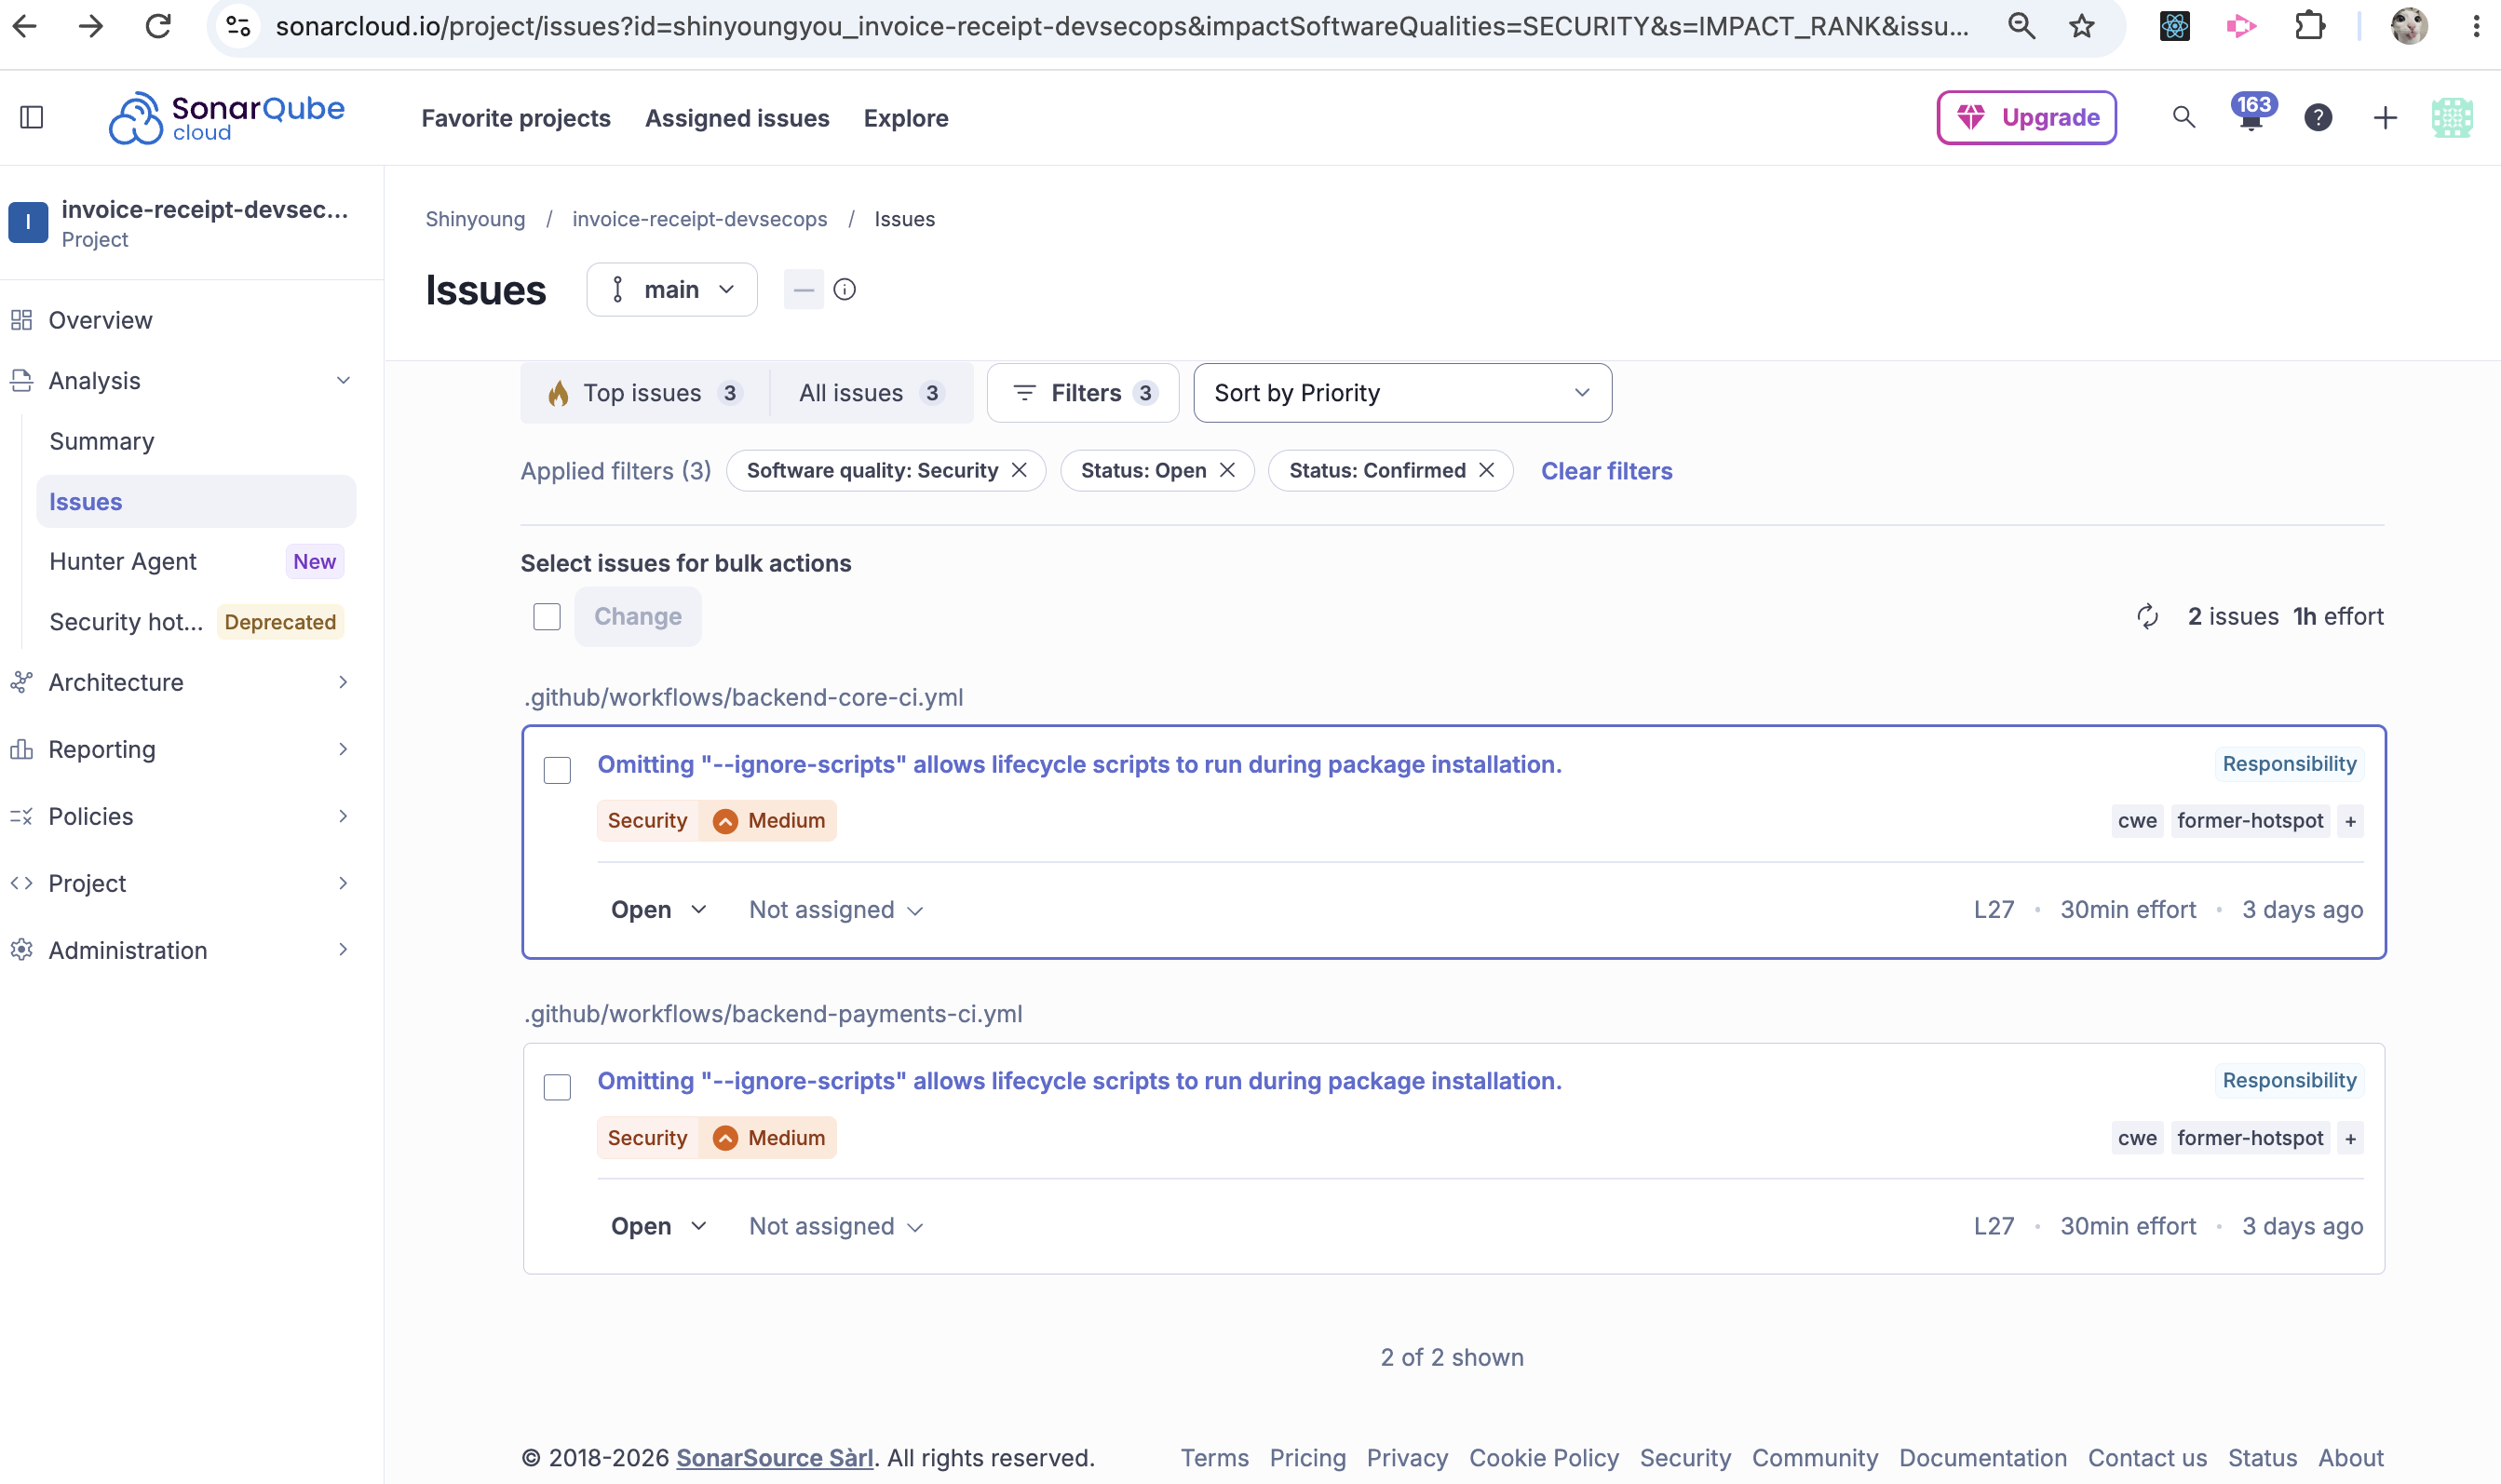 sonarcloud.io/project/issues?id=shinyoungyou_invoice-receipt-devsecops&impactSoftwareQualities=SECURITY&s=IMPACT_RANK&issu...
SonarQube cloud
Favorite projects
Assigned issues
Explore
Upgrade
163
?
I
invoice-receipt-devsec...
Project
Overview
Analysis
Summary
Issues
Hunter Agent New
Security hot... Deprecated
Architecture
Reporting
Policies
Project
Administration
Shinyoung / invoice-receipt-devsecops / Issues
Issues main
Top issues 3 All issues 3 Filters 3 Sort by Priority
Applied filters (3) Software quality: Security Status: Open Status: Confirmed Clear filters
Select issues for bulk actions
Change 2 issues 1h effort
.github/workflows/backend-core-ci.yml
Omitting "--ignore-scripts" allows lifecycle scripts to run during package installation. Responsibility
Security Medium cwe former-hotspot +
Open Not assigned L27 • 30min effort • 3 days ago
.github/workflows/backend-payments-ci.yml
Omitting "--ignore-scripts" allows lifecycle scripts to run during package installation. Responsibility
Security Medium cwe former-hotspot +
Open Not assigned L27 • 30min effort • 3 days ago
2 of 2 shown
© 2018-2026 SonarSource Sàrl. All rights reserved. Terms Pricing Privacy Cookie Policy Security Community Documentation Contact us Status About